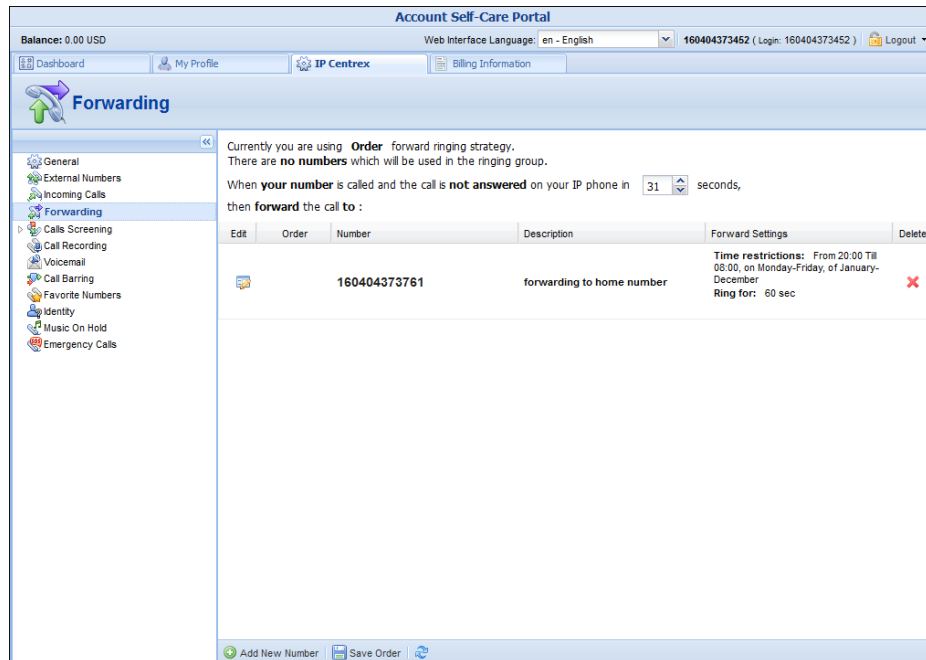 Account Self-Care Portal
Balance: 0.00 USD
Web Interface Language: en - English
160404373452 ( Login: 160404373452 )
Logout
Dashboard
My Profile
IP Centrex
Billing Information
Forwarding
General
External Numbers
Incoming Calls
Forwarding
Calls Screening
Call Recording
Voicemail
Call Barring
Favorite Numbers
Identity
Music On Hold
Emergency Calls
Currently you are using Order forward ringing strategy.
There are no numbers which will be used in the ringing group.
When your number is called and the call is not answered on your IP phone in 31 seconds,
then forward the call to :
Edit Order Number Description Forward Settings Delete
160404373761
forwarding to home number
Time restrictions: From 20:00 Till
08:00, on Monday-Friday, of January-
December
Ring for: 60 sec
Add New Number
Save Order